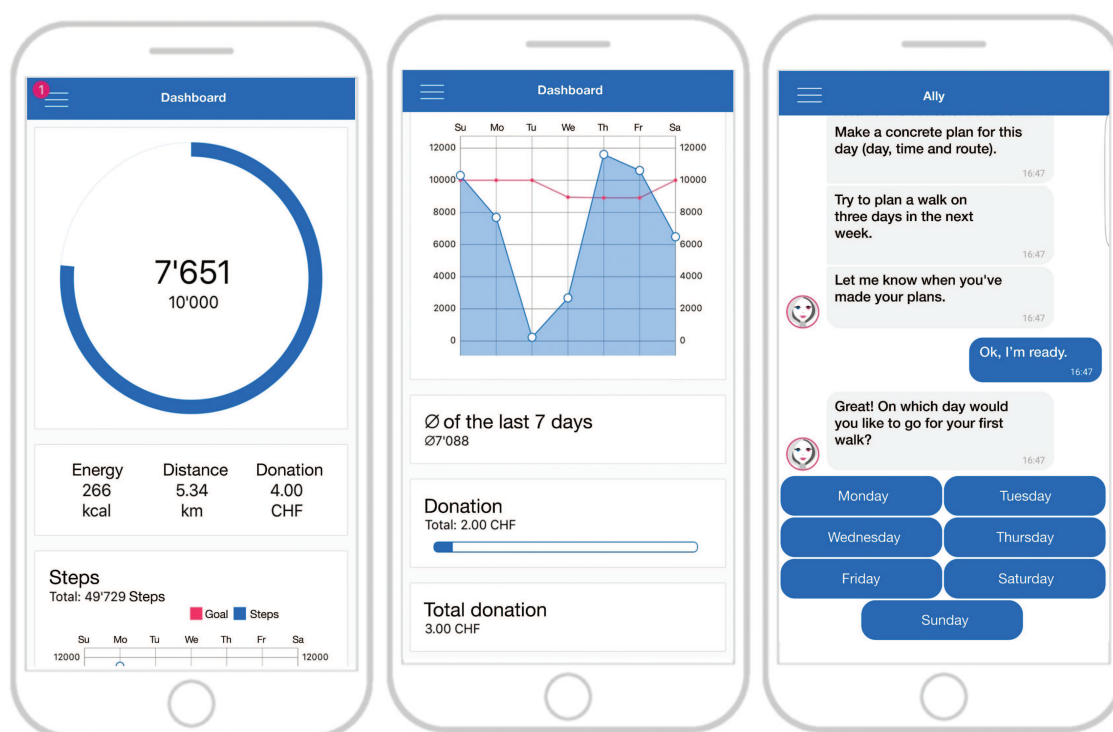 1
Dashboard
7'651
10'000
Energy Distance Donation
266 5.34 4.00
kcal km CHF
Steps
Total: 49'729 Steps
Goal Steps
Su Mo Tu We Th Fr Sa
12000 12000
Dashboard
Su Mo Tu We Th Fr Sa
12000 12000
10000 10000
8000 8000
6000 6000
4000 4000
2000 2000
0 0
Ø of the last 7 days
Ø7'088
Donation
Total: 2.00 CHF
Total donation
3.00 CHF
Ally
Make a concrete plan for this
day (day, time and route).
16:47
Try to plan a walk on
three days in the next
week.
16:47
Let me know when you've
made your plans.
16:47
Ok, I'm ready.
16:47
Great! On which day would
you like to go for your first
walk?
16:47
Monday Tuesday
Wednesday Thursday
Friday Saturday
Sunday